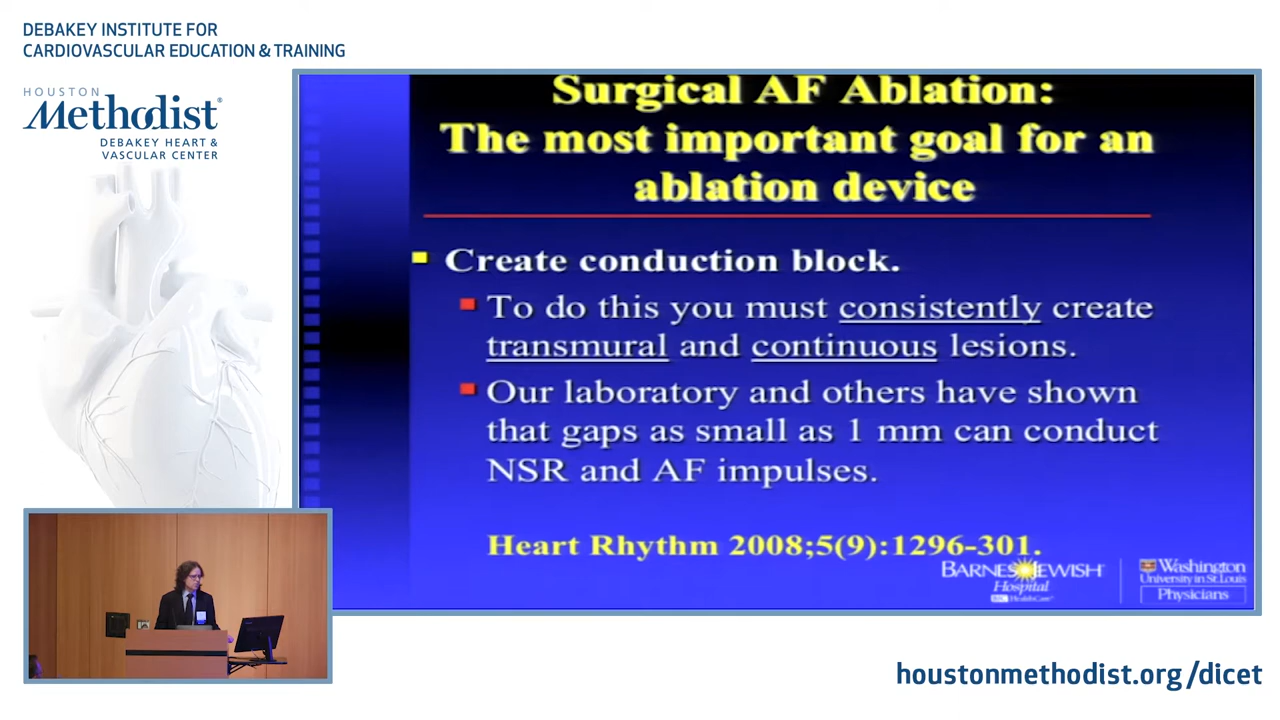 DEBAKEY INSTITUTE FOR
CARDIOVASCULAR EDUCATION & TRAINING
HOUSTON
Methodist®
DEBAKEY HEART &
VASCULAR CENTER
Surgical AF Ablation:
The most important goal for an
ablation device
Create conduction block.
To do this you must consistently create
transmural and continuous lesions.
Our laboratory and others have shown
that gaps as small as 1 mm can conduct
NSR and AF impulses.
Heart Rhythm 2008;5(9):1296-301.
BARNES JEWISH
Hospital
BJC HealthCare
Washington
University in St. Louis
Physicians
houstonmethodist.org/dicet